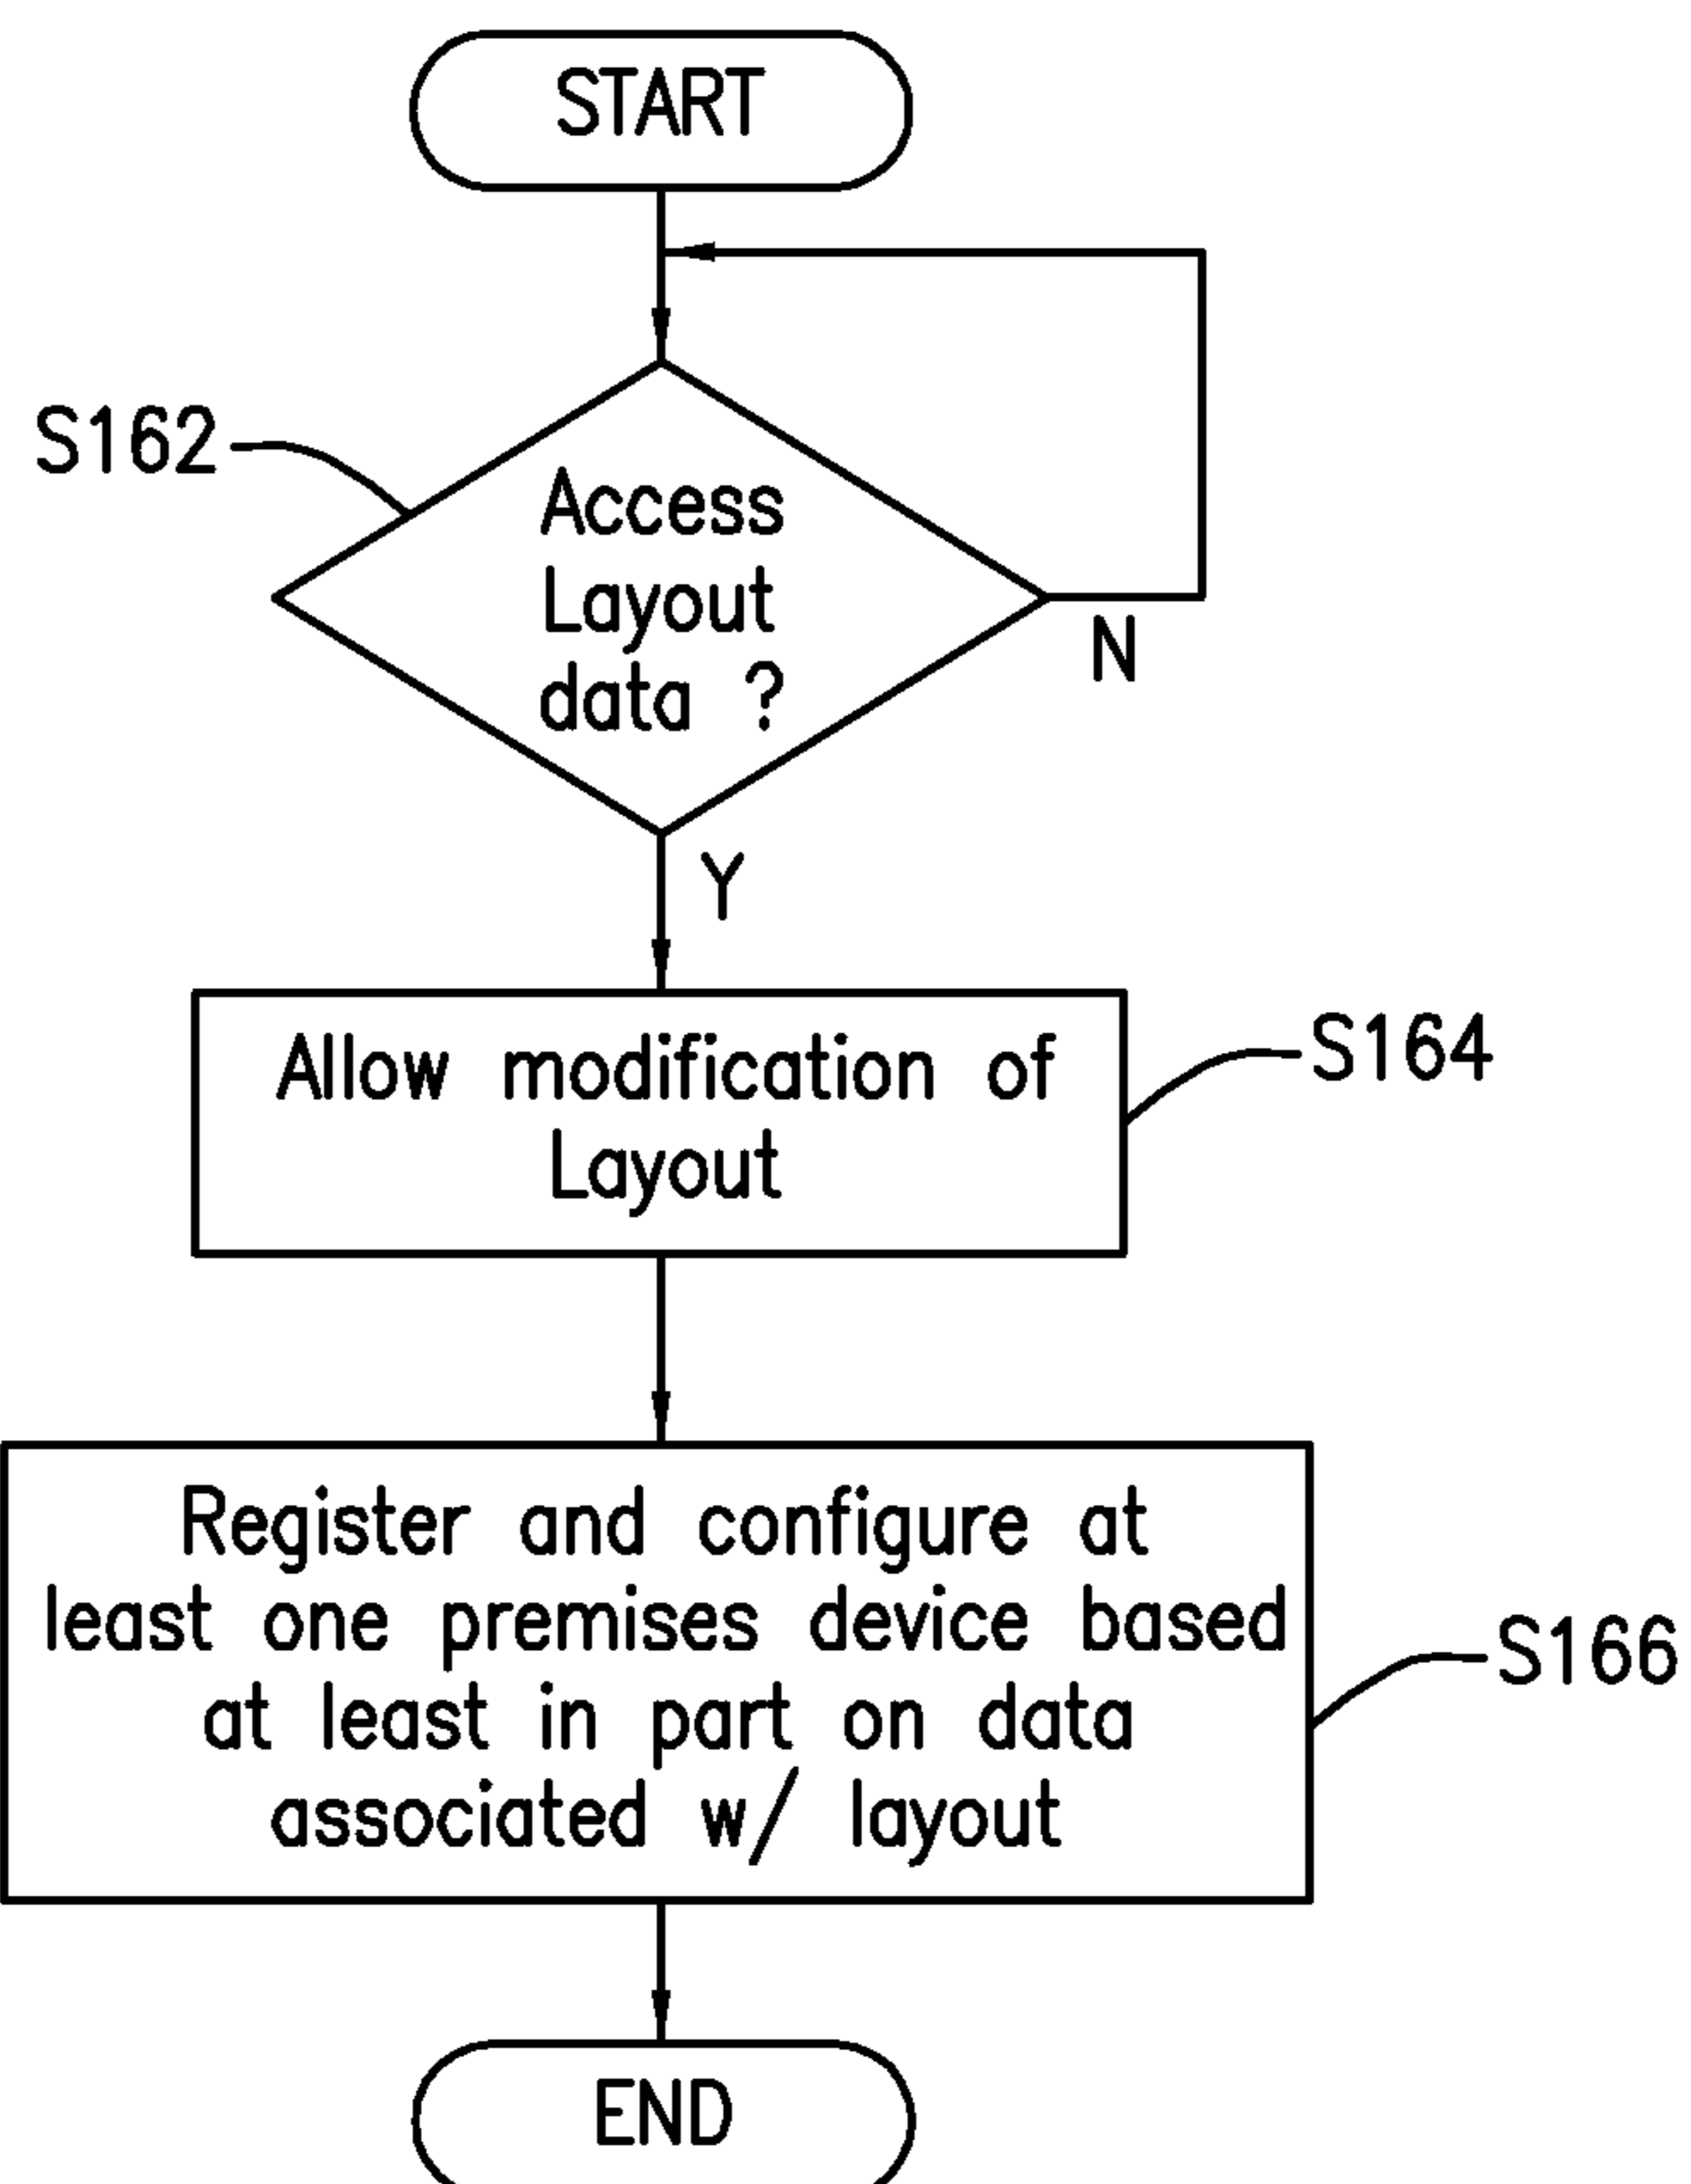 START
S162
Access
Layout
data ?
N
Y
Allow modification of
Layout
S164
Register and configure at
least one premises device based
at least in part on data
associated w/ layout
S166
END